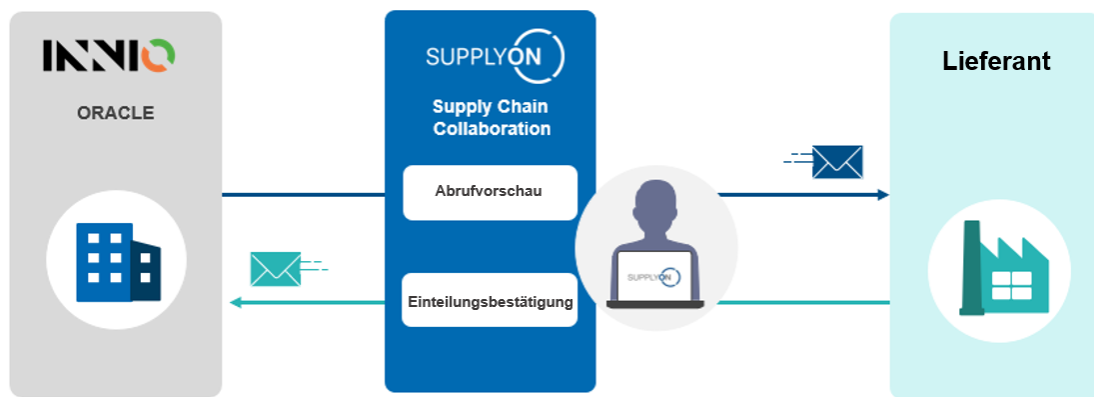 INNIO
ORACLE
SUPPLYON
Supply Chain
Collaboration
Abrufvorschau
Einteilungsbestätigung
SUPPLYON
Lieferant